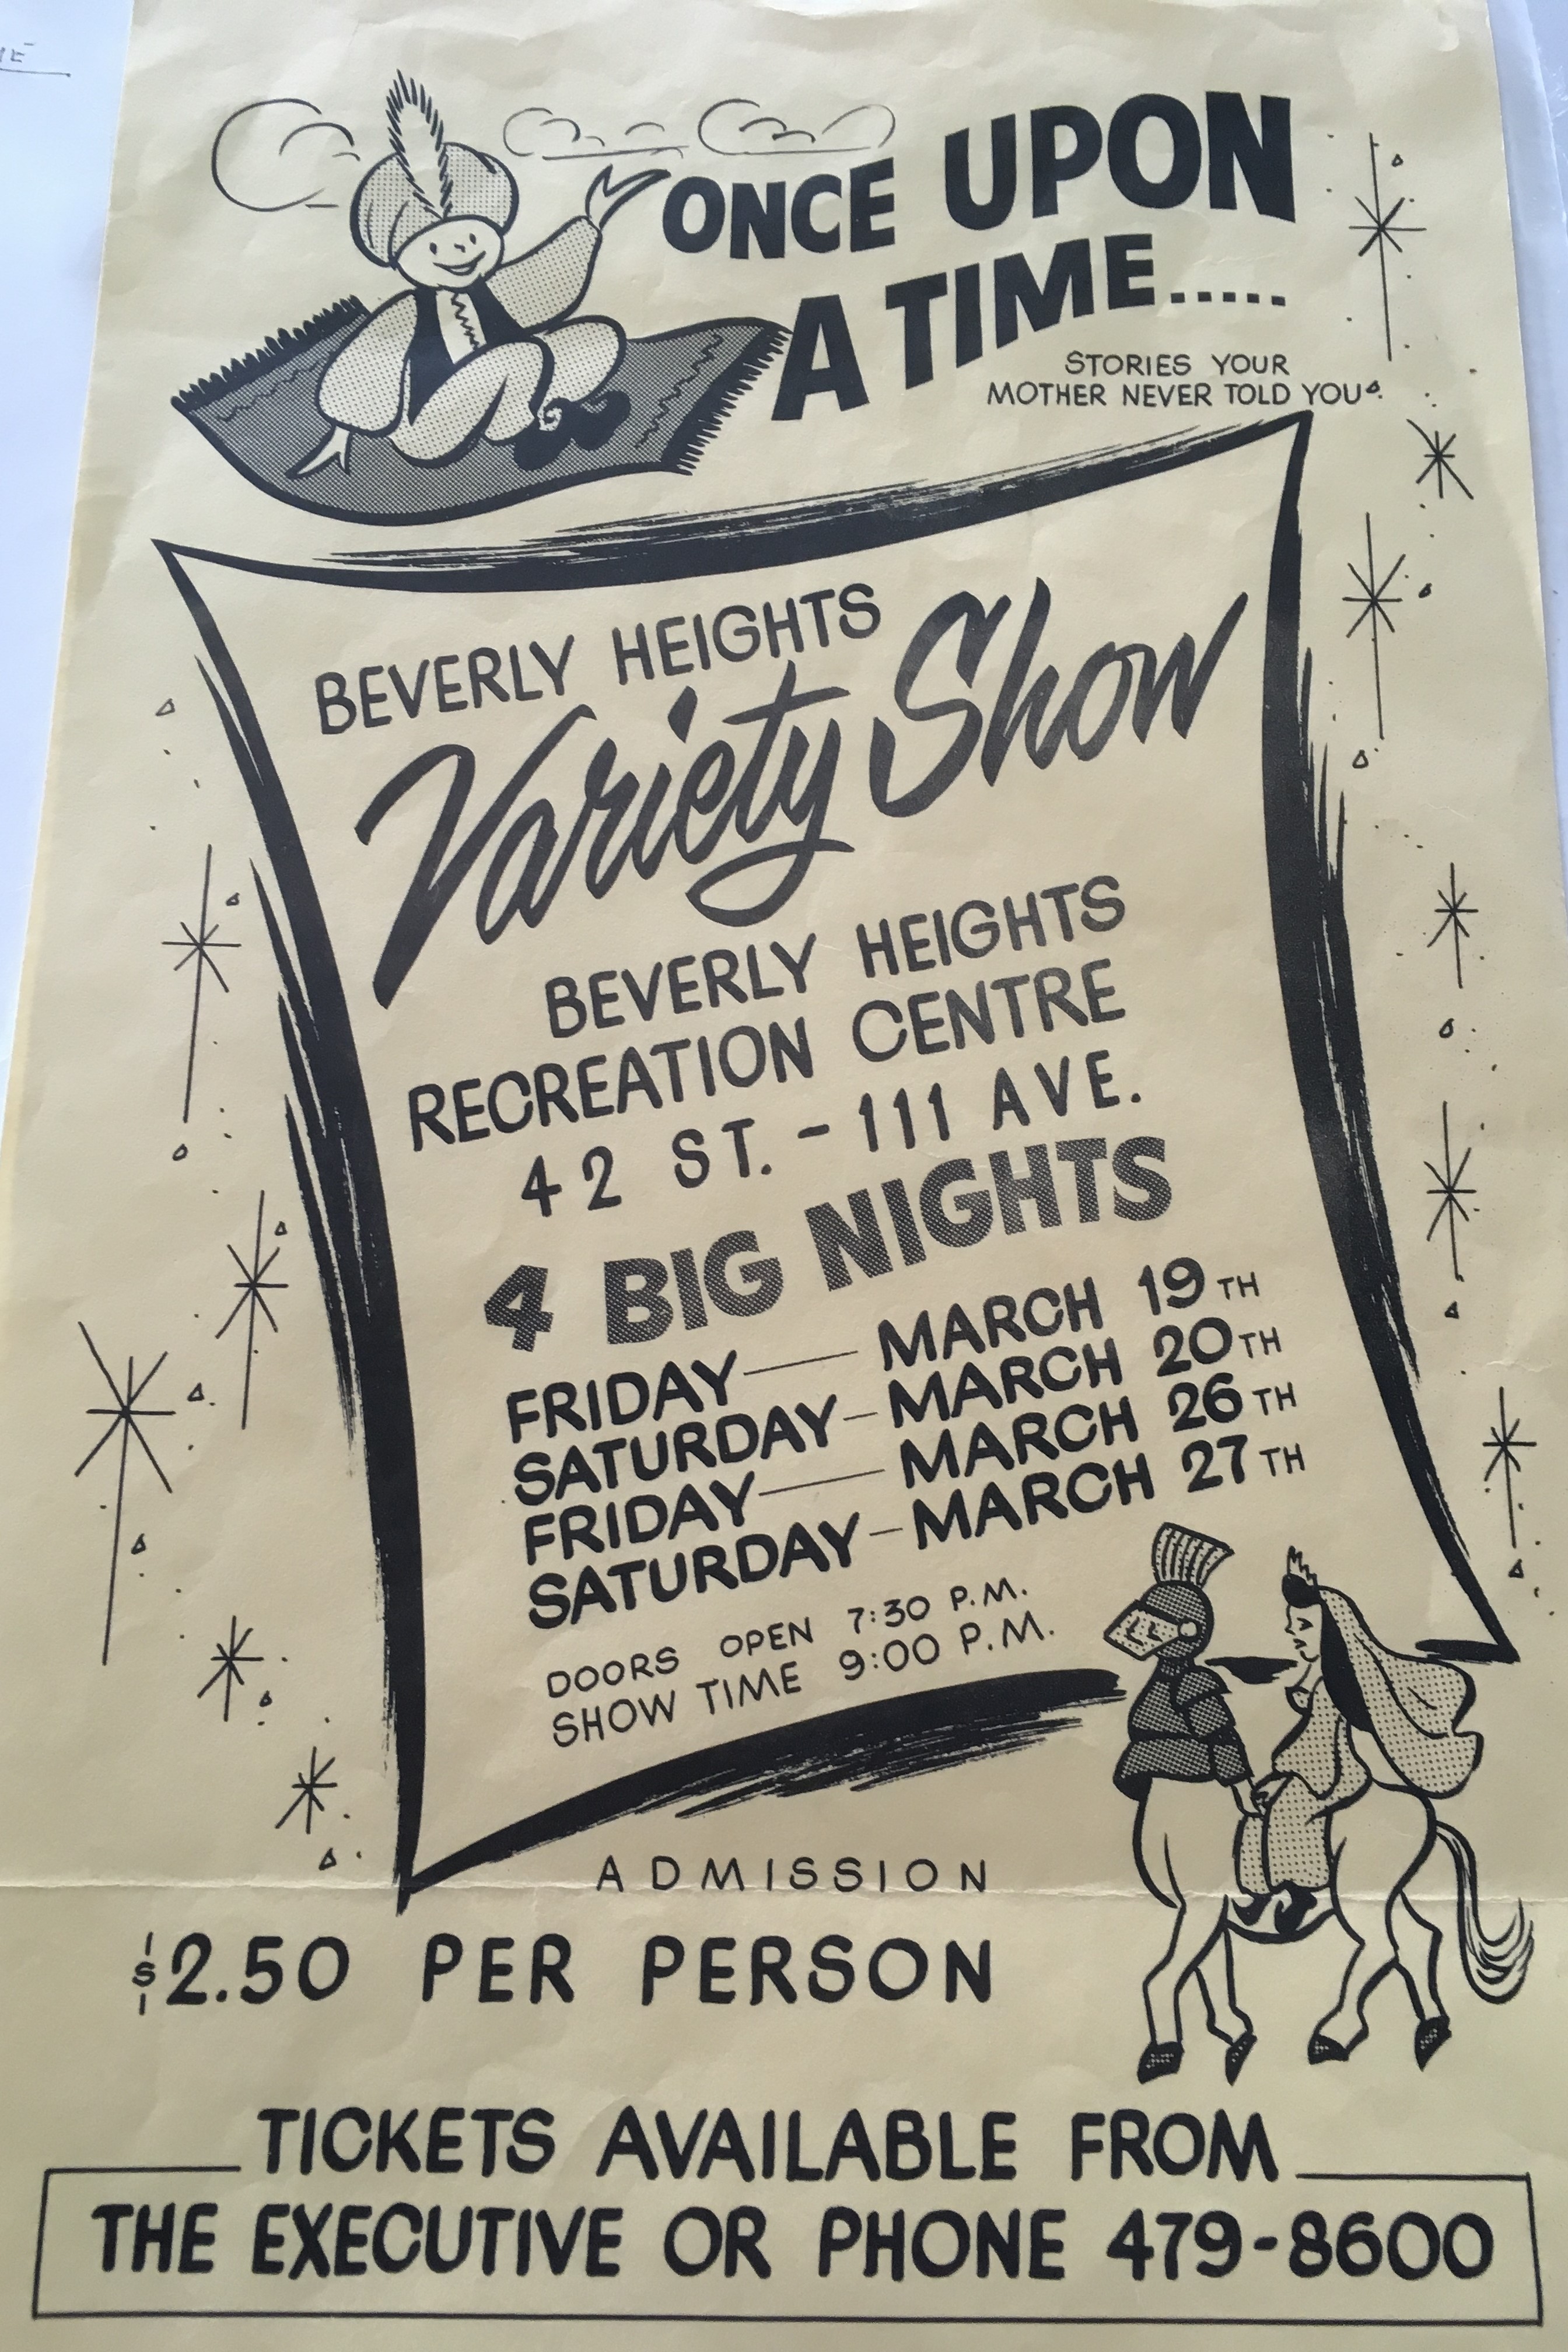 ONCE UPON
A TIME.....
STORIES YOUR
MOTHER NEVER TOLD YOU
BEVERLY HEIGHTS
Variety Show
BEVERLY HEIGHTS
RECREATION CENTRE
42 ST. - 111 AVE.
4 BIG NIGHTS
FRIDAY — MARCH 19TH
SATURDAY - MARCH 20TH
FRIDAY — MARCH 26TH
SATURDAY - MARCH 27TH
DOORS OPEN 7:30 P.M.
SHOW TIME 9:00 P.M.
ADMISSION
$2.50 PER PERSON
TICKETS AVAILABLE FROM
THE EXECUTIVE OR PHONE 479-8600